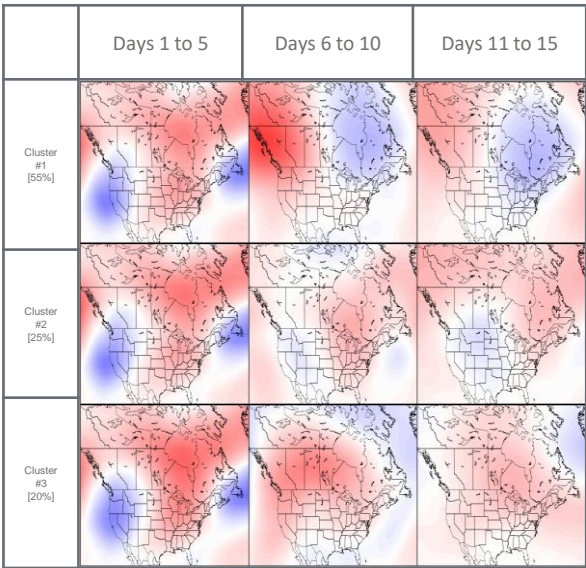 Days 1 to 5
Days 6 to 10
Days 11 to 15
Cluster
#1
[55%]
Cluster
#2
[25%]
Cluster
#3
[20%]